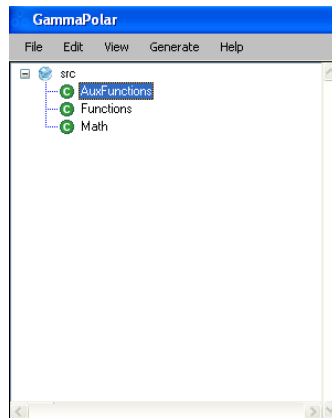 GammaPolar
File Edit View Generate Help
src
C AuxFunctions
C Functions
C Math